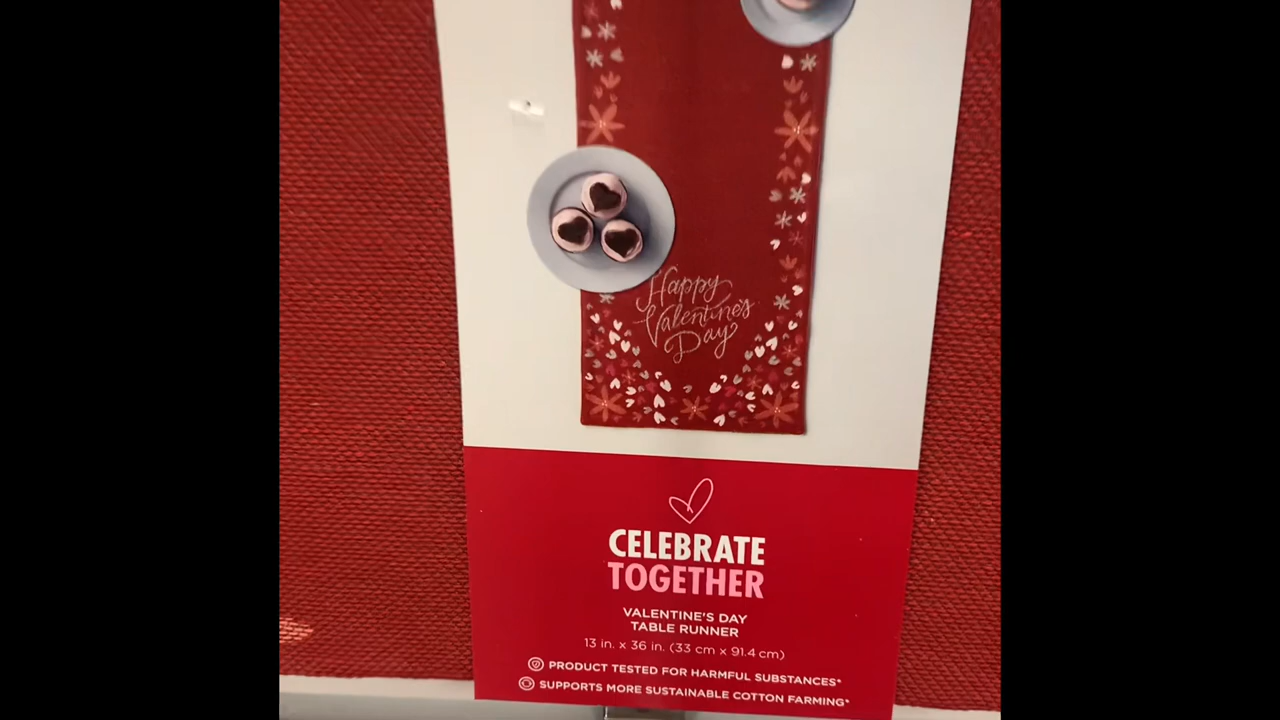 Happy
Valentine's
Day
CELEBRATE
TOGETHER
VALENTINE'S DAY
TABLE RUNNER
13 in. x 36 in. (33 cm x 91.4 cm)
PRODUCT TESTED FOR HARMFUL SUBSTANCES*
SUPPORTS MORE SUSTAINABLE COTTON FARMING*